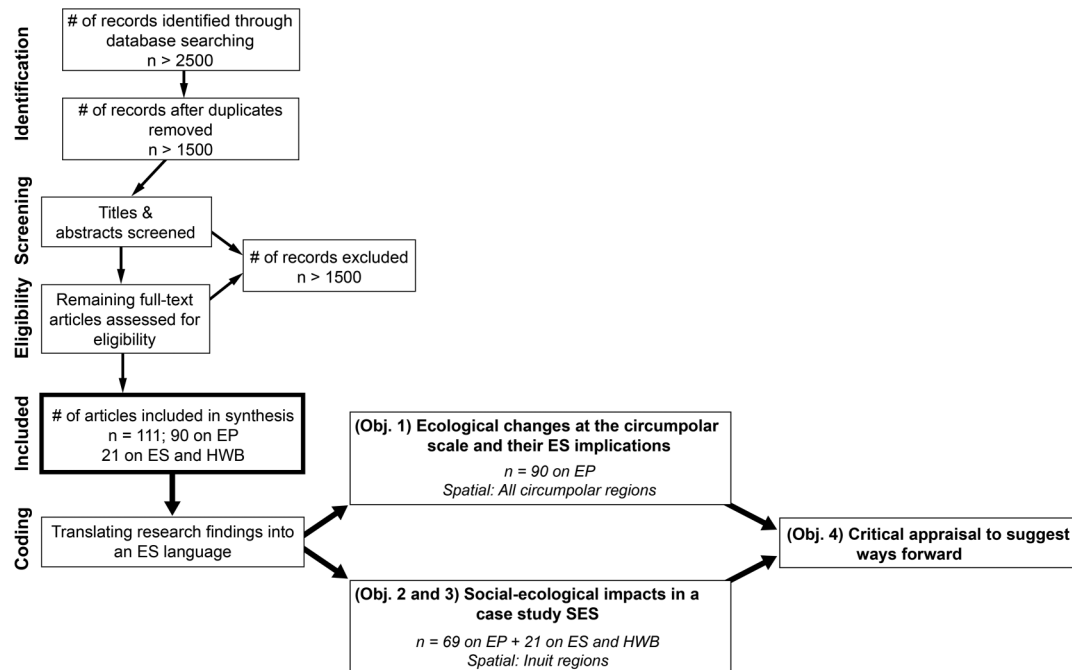 Identification
# of records identified through
database searching
n > 2500
# of records after duplicates
removed
n > 1500
Screening
Titles &
abstracts screened
# of records excluded
n > 1500
Eligibility
Remaining full-text
articles assessed for
eligibility
Included
# of articles included in synthesis
n = 111; 90 on EP
21 on ES and HWB
(Obj. 1) Ecological changes at the circumpolar
scale and their ES implications
n = 90 on EP
Spatial: All circumpolar regions
Coding
Translating research findings into
an ES language
(Obj. 4) Critical appraisal to suggest
ways forward
(Obj. 2 and 3) Social-ecological impacts in a
case study SES
n = 69 on EP + 21 on ES and HWB
Spatial: Inuit regions